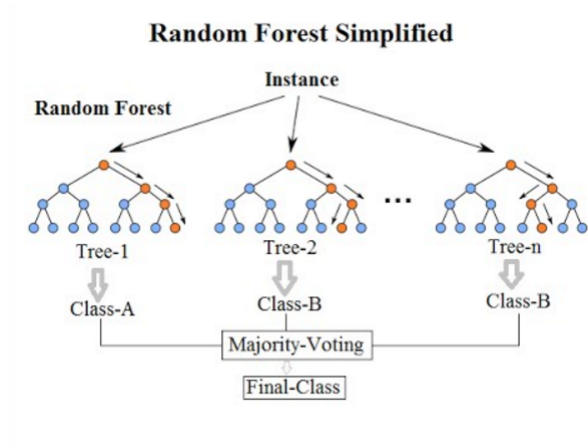 Random Forest Simplified
Instance
Random Forest
...
Tree-1
Tree-2
Tree-n
Class-A
Class-B
Class-B
Majority-Voting
Final-Class